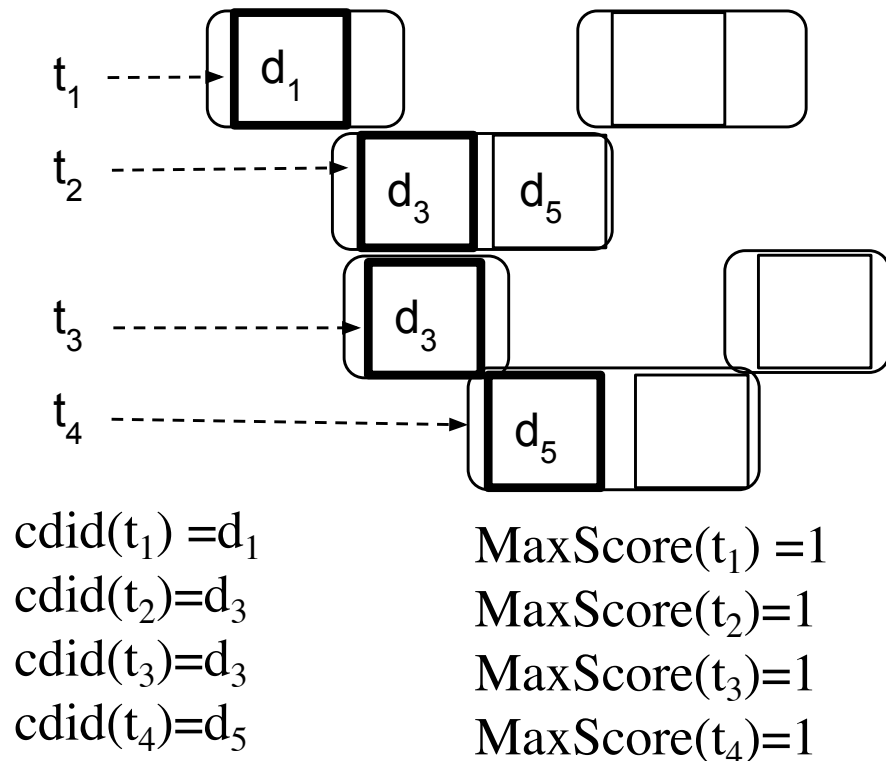 t₁ d₁
t₂ d₃ d₅
t₃ d₃
t₄ d₅
cdid(t₁) =d₁ MaxScore(t₁) =1
cdid(t₂)=d₃ MaxScore(t₂)=1
cdid(t₃)=d₃ MaxScore(t₃)=1
cdid(t₄)=d₅ MaxScore(t₄)=1